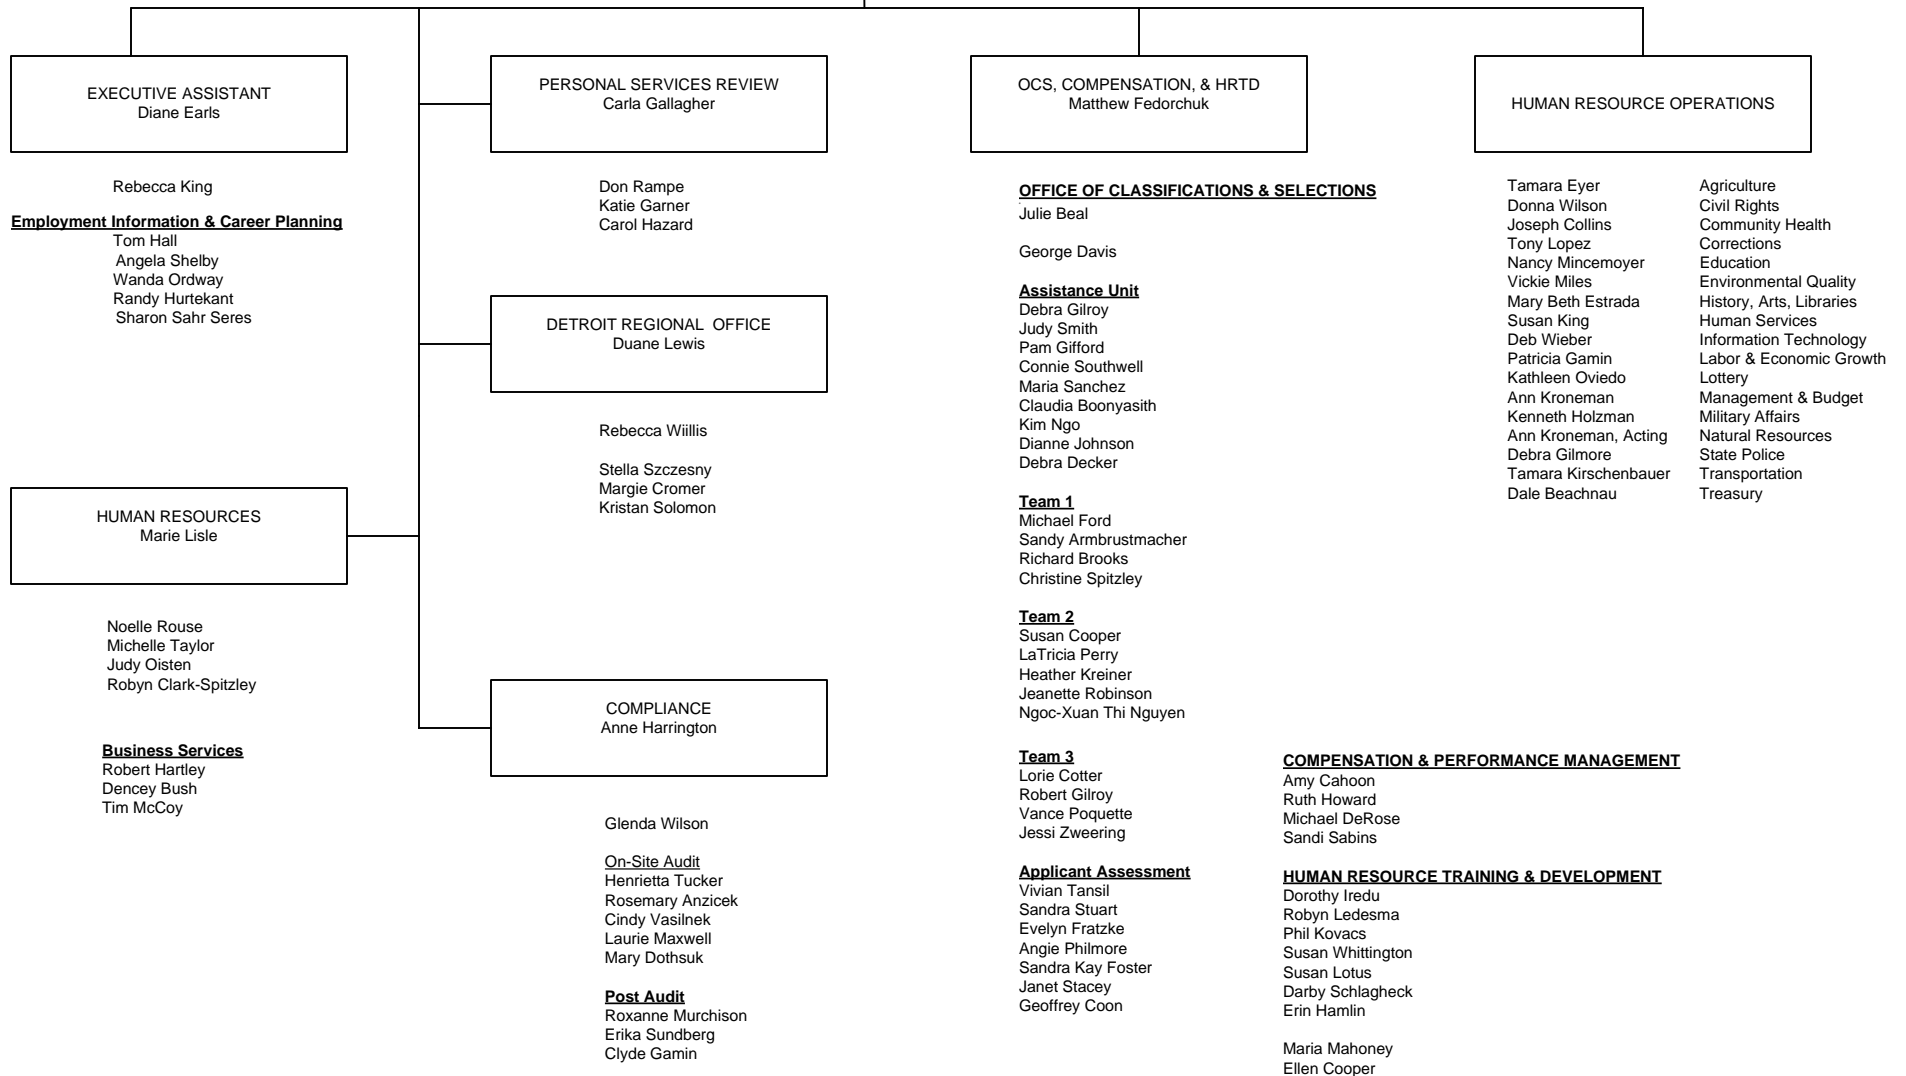 EXECUTIVE ASSISTANT
Diane Earls
Rebecca King
Employment Information & Career Planning
Tom Hall
Angela Shelby
Wanda Ordway
Randy Hurtekant
Sharon Sahr Seres
HUMAN RESOURCES
Marie Lisle
Noelle Rouse
Michelle Taylor
Judy Oisten
Robyn Clark-Spitzley
Business Services
Robert Hartley
Dencey Bush
Tim McCoy
PERSONAL SERVICES REVIEW
Carla Gallagher
Don Rampe
Katie Garner
Carol Hazard
DETROIT REGIONAL OFFICE
Duane Lewis
Rebecca Wiillis
Stella Szczesny
Margie Cromer
Kristan Solomon
COMPLIANCE
Anne Harrington
Glenda Wilson
On-Site Audit
Henrietta Tucker
Rosemary Anzicek
Cindy Vasilnek
Laurie Maxwell
Mary Dothsuk
Post Audit
Roxanne Murchison
Erika Sundberg
Clyde Gamin
OCS, COMPENSATION, & HRTD
Matthew Fedorchuk
OFFICE OF CLASSIFICATIONS & SELECTIONS
Julie Beal
George Davis
Assistance Unit
Debra Gilroy
Judy Smith
Pam Gifford
Connie Southwell
Maria Sanchez
Claudia Boonyasith
Kim Ngo
Dianne Johnson
Debra Decker
Team 1
Michael Ford
Sandy Armbrustmacher
Richard Brooks
Christine Spitzley
Team 2
Susan Cooper
LaTricia Perry
Heather Kreiner
Jeanette Robinson
Ngoc-Xuan Thi Nguyen
Team 3
Lorie Cotter
Robert Gilroy
Vance Poquette
Jessi Zweering
Applicant Assessment
Vivian Tansil
Sandra Stuart
Evelyn Fratzke
Angie Philmore
Sandra Kay Foster
Janet Stacey
Geoffrey Coon
COMPENSATION & PERFORMANCE MANAGEMENT
Amy Cahoon
Ruth Howard
Michael DeRose
Sandi Sabins
HUMAN RESOURCE TRAINING & DEVELOPMENT
Dorothy Iredu
Robyn Ledesma
Phil Kovacs
Susan Whittington
Susan Lotus
Darby Schlagheck
Erin Hamlin
Maria Mahoney
Ellen Cooper
HUMAN RESOURCE OPERATIONS
Tamara Eyer Agriculture
Donna Wilson Civil Rights
Joseph Collins Community Health
Tony Lopez Corrections
Nancy Mincemoyer Education
Vickie Miles Environmental Quality
Mary Beth Estrada History, Arts, Libraries
Susan King Human Services
Deb Wieber Information Technology
Patricia Gamin Labor & Economic Growth
Kathleen Oviedo Lottery
Ann Kroneman Management & Budget
Kenneth Holzman Military Affairs
Ann Kroneman, Acting Natural Resources
Debra Gilmore State Police
Tamara Kirschenbauer Transportation
Dale Beachnau Treasury